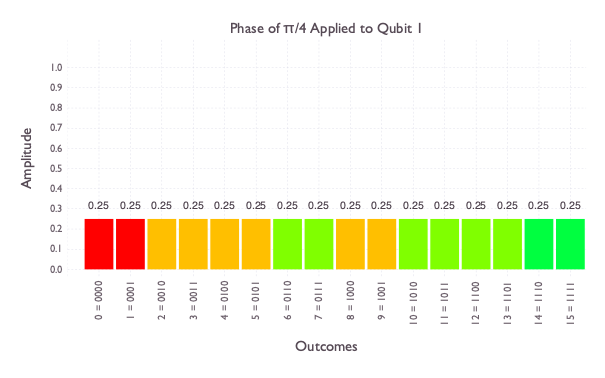 Phase of π/4 Applied to Qubit 1
Amplitude
1.0
0.9
0.8
0.7
0.6
0.5
0.4
0.3
0.2
0.1
0.0
0.25 0.25 0.25 0.25 0.25 0.25 0.25 0.25 0.25 0.25 0.25 0.25 0.25 0.25 0.25 0.25
0 = 0000
1 = 0001
2 = 0010
3 = 0011
4 = 0100
5 = 0101
6 = 0110
7 = 0111
8 = 1000
9 = 1001
10 = 1010
11 = 1011
12 = 1100
13 = 1101
14 = 1110
15 = 1111
Outcomes